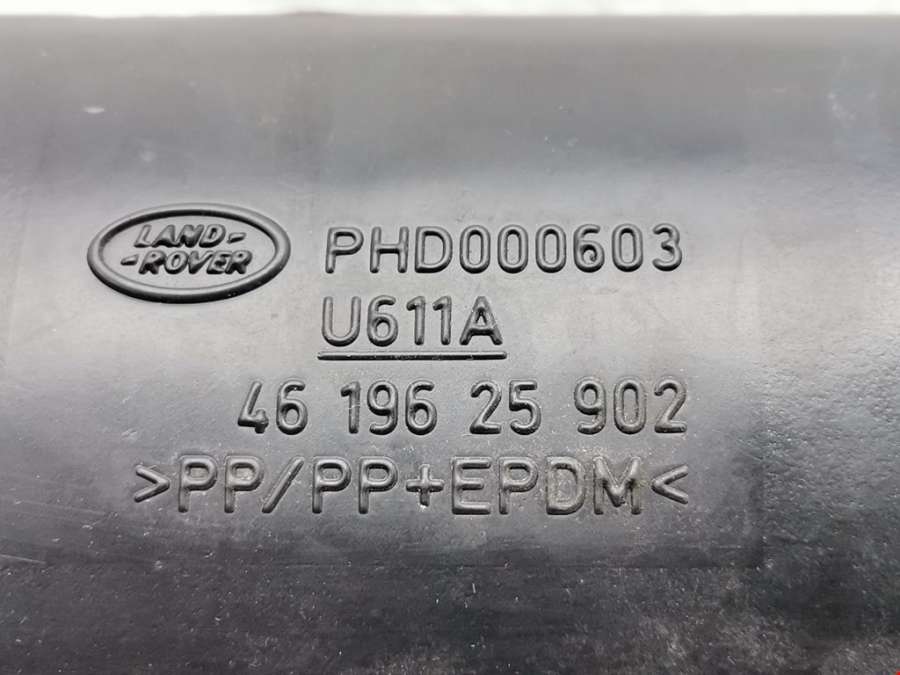 LAND-
-ROVER
PHD000603
U611A
46 196 25 902
>PP/PP+EPDM<